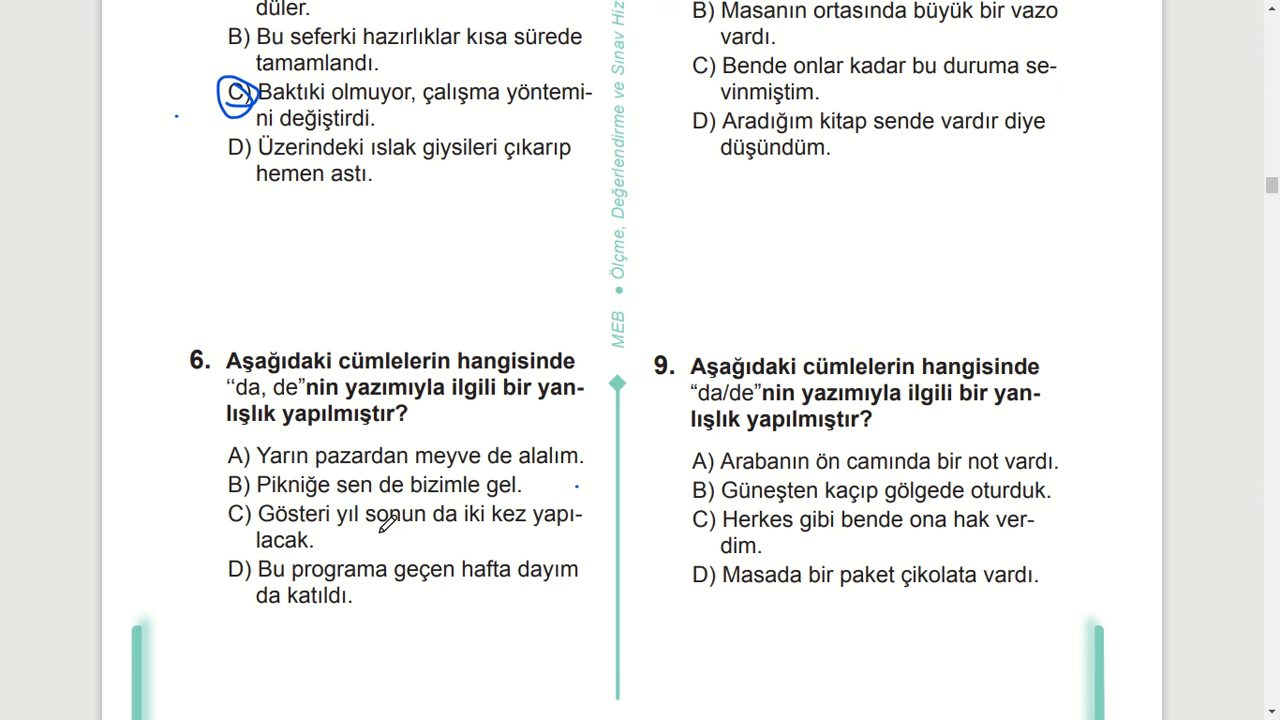 düler.
B) Bu seferki hazırlıklar kısa sürede
tamamlandı.
C) Baktıki olmuyor, çalışma yöntemi-
ni değiştirdi.
D) Üzerindeki ıslak giysileri çıkarıp
hemen astı.
6. Aşağıdaki cümlelerin hangisinde
‘‘da, de”nin yazımıyla ilgili bir yan-
lışlık yapılmıştır?
A) Yarın pazardan meyve de alalım.
B) Pikniğe sen de bizimle gel.
C) Gösteri yıl sonun da iki kez yapı-
lacak.
D) Bu programa geçen hafta dayım
da katıldı.
MEB • Ölçme, Değerlendirme ve Sınav Hiz
B) Masanın ortasında büyük bir vazo
vardı.
C) Bende onlar kadar bu duruma se-
vinmiştim.
D) Aradığım kitap sende vardır diye
düşündüm.
9. Aşağıdaki cümlelerin hangisinde
“da/de”nin yazımıyla ilgili bir yan-
lışlık yapılmıştır?
A) Arabanın ön camında bir not vardı.
B) Güneşten kaçıp gölgede oturduk.
C) Herkes gibi bende ona hak ver-
dim.
D) Masada bir paket çikolata vardı.